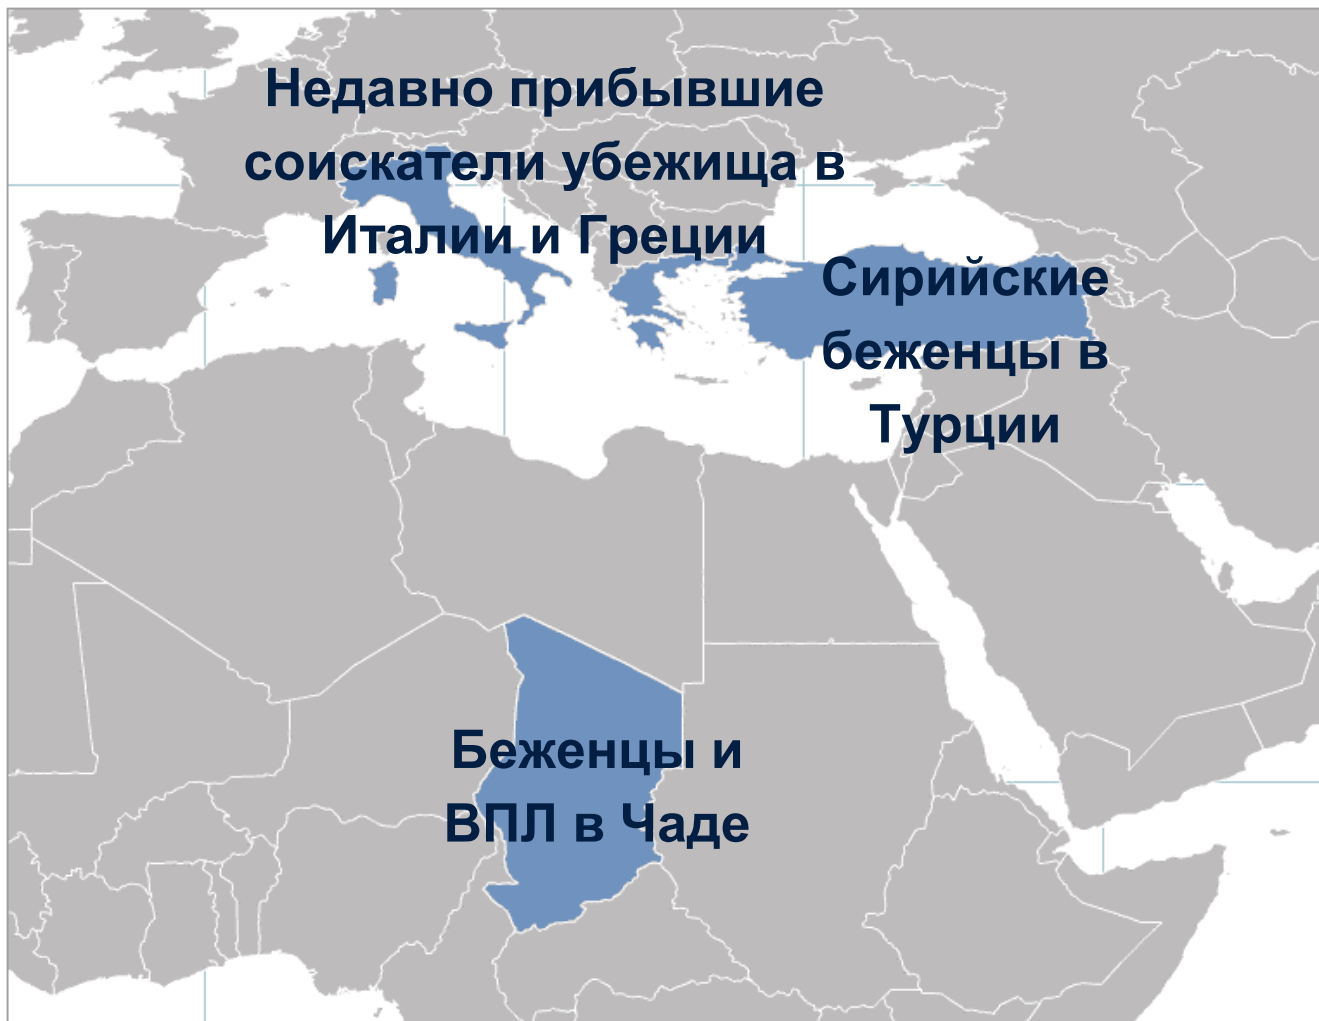 Недавно прибывшие
соискатели убежища в
Италии и Греции
Сирийские
беженцы в
Турции
Беженцы и
ВПЛ в Чаде